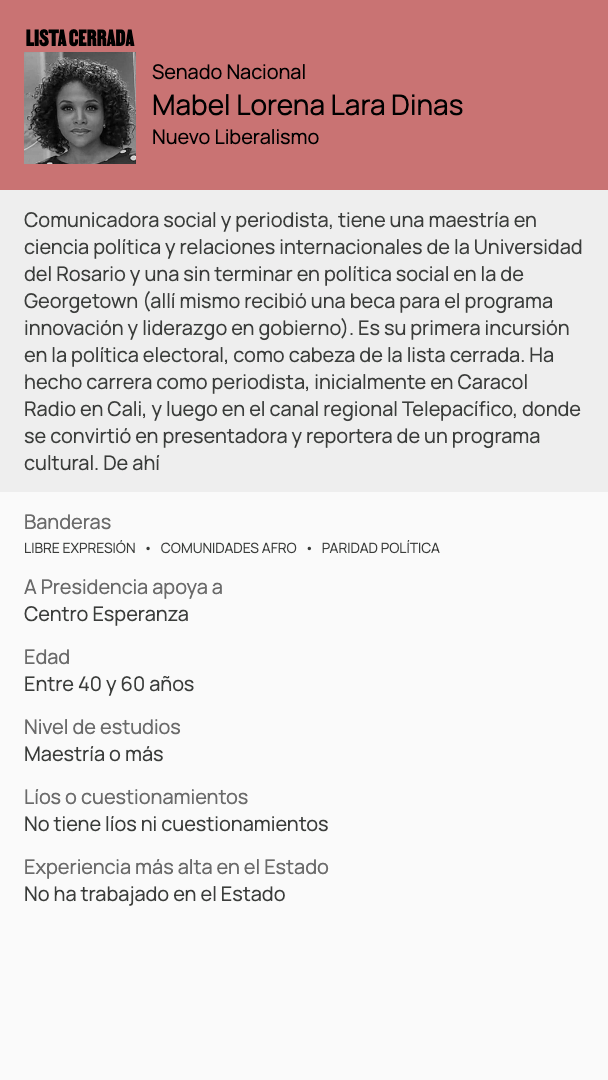 LISTA CERRADA
Senado Nacional
Mabel Lorena Lara Dinas
Nuevo Liberalismo
Comunicadora social y periodista, tiene una maestría en
ciencia política y relaciones internacionales de la Universidad
del Rosario y una sin terminar en política social en la de
Georgetown (allí mismo recibió una beca para el programa
innovación y liderazgo en gobierno). Es su primera incursión
en la política electoral, como cabeza de la lista cerrada. Ha
hecho carrera como periodista, inicialmente en Caracol
Radio en Cali, y luego en el canal regional Telepacífico, donde
se convirtió en presentadora y reportera de un programa
cultural. De ahí
Banderas
LIBRE EXPRESIÓN • COMUNIDADES AFRO • PARIDAD POLÍTICA
A Presidencia apoya a
Centro Esperanza
Edad
Entre 40 y 60 años
Nivel de estudios
Maestría o más
Líos o cuestionamientos
No tiene líos ni cuestionamientos
Experiencia más alta en el Estado
No ha trabajado en el Estado